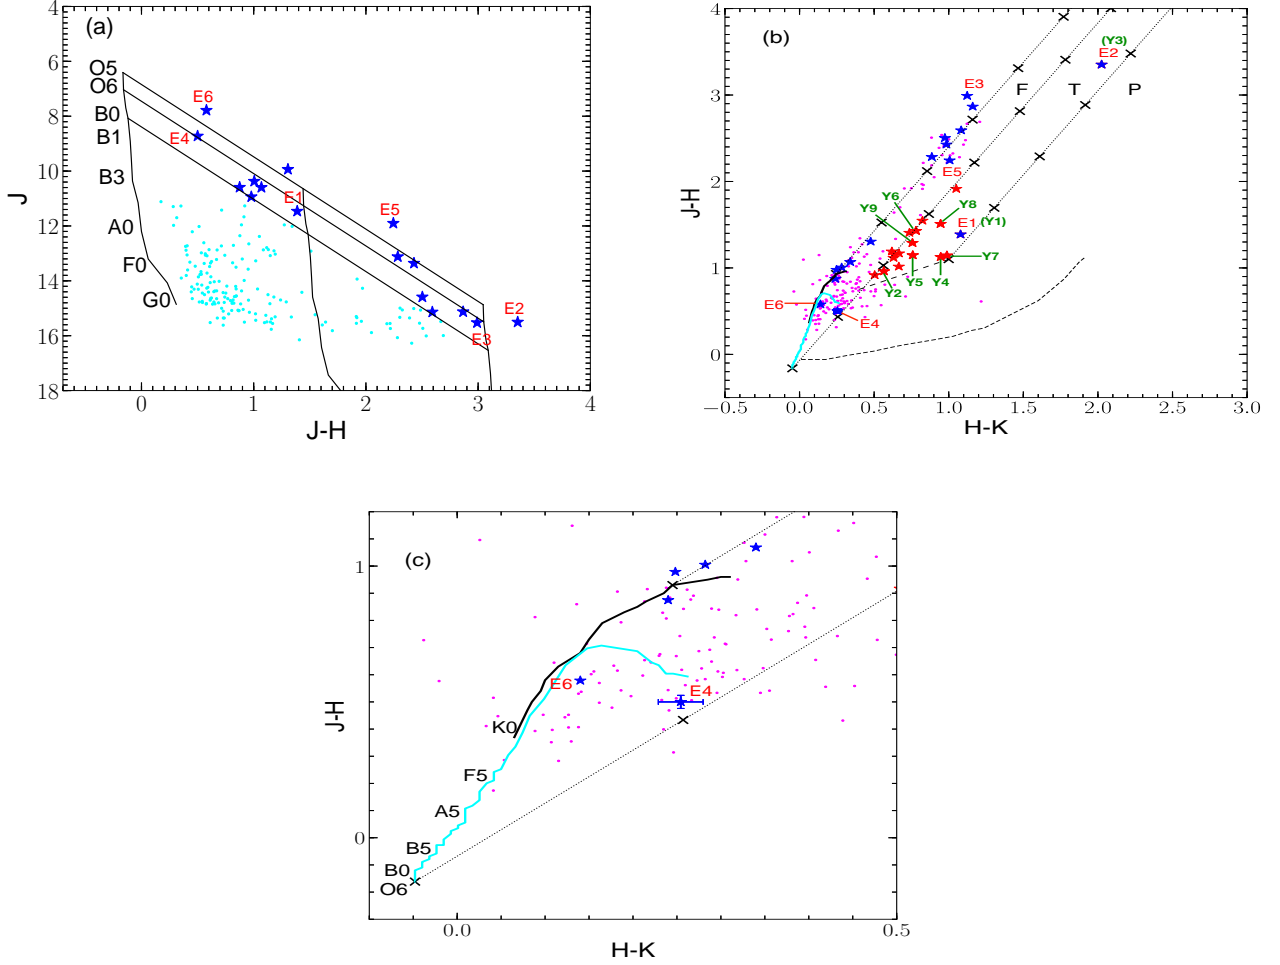 (a)
4
6
8
10
12
14
16
18
J
O5
O6
B0
B1
B3
A0
F0
G0
E6
E4
E1
E5
E2
E3
0
1
2
3
4
J-H
(b)
4
3
2
1
0
J-H
(Y3)
E2
E3
F
T
P
E5
Y6
Y9
Y8
E1
(Y1)
Y7
Y5
Y4
Y2
E6
E4
−0.5
0.0
0.5
1.0
1.5
2.0
2.5
3.0
H-K
(c)
1
0
J-H
E6
E4
K0
F5
A5
B5
B0
O6
0.0
0.5
H-K